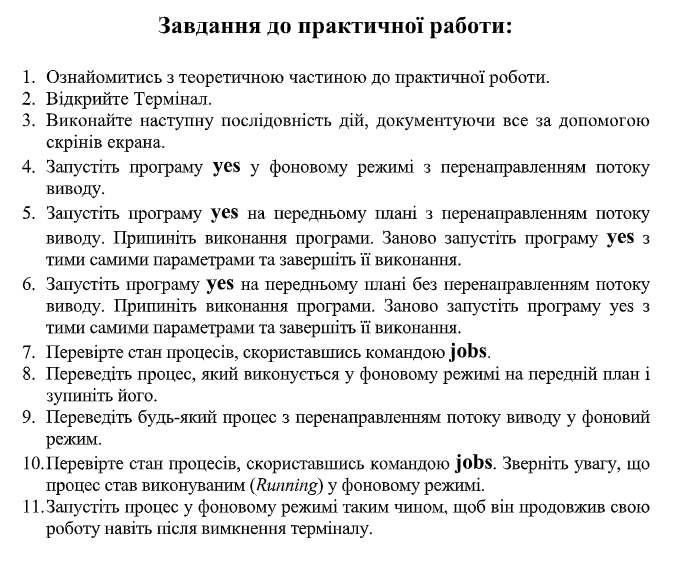 Завдання до практичної работи:
1. Ознайомитись з теоретичною частиною до практичної роботи.
2. Відкрийте Термінал.
3. Виконайте наступну послідовність дій, документуючи все за допомогою
скрінів екрана.
4. Запустіть програму yes у фоновому режимі з перенаправленням потоку
виводу.
5. Запустіть програму yes на передньому плані з перенаправленням потоку
виводу. Припиніть виконання програми. Заново запустіть програму yes з
тими самими параметрами та завершіть її виконання.
6. Запустіть програму yes на передньому плані без перенаправленням потоку
виводу. Припиніть виконання програми. Заново запустіть програму yes з
тими самими параметрами та завершіть її виконання.
7. Перевірте стан процесів, скориставшись командою jobs.
8. Переведіть процес, який виконується у фоновому режимі на передній план і
зупиніть його.
9. Переведіть будь-який процес з перенаправленням потоку виводу у фоновий
режим.
10.Перевірте стан процесів, скориставшись командою jobs. Зверніть увагу, що
процес став виконуваним (Running) у фоновому режимі.
11.Запустіть процес у фоновому режимі таким чином, щоб він продовжив свою
роботу навіть після вимкнення терміналу.